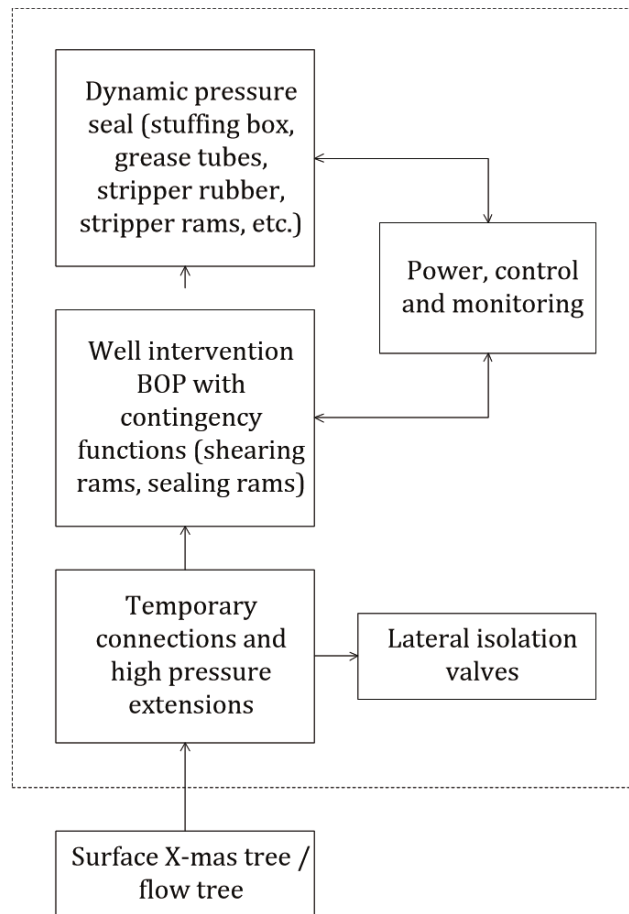 Dynamic pressure
seal (stuffing box,
grease tubes,
stripper rubber,
stripper rams, etc.)
Power, control
and monitoring
Well intervention
BOP with
contingency
functions (shearing
rams, sealing rams)
Temporary
connections and
high pressure
extensions
Lateral isolation
valves
Surface X-mas tree /
flow tree